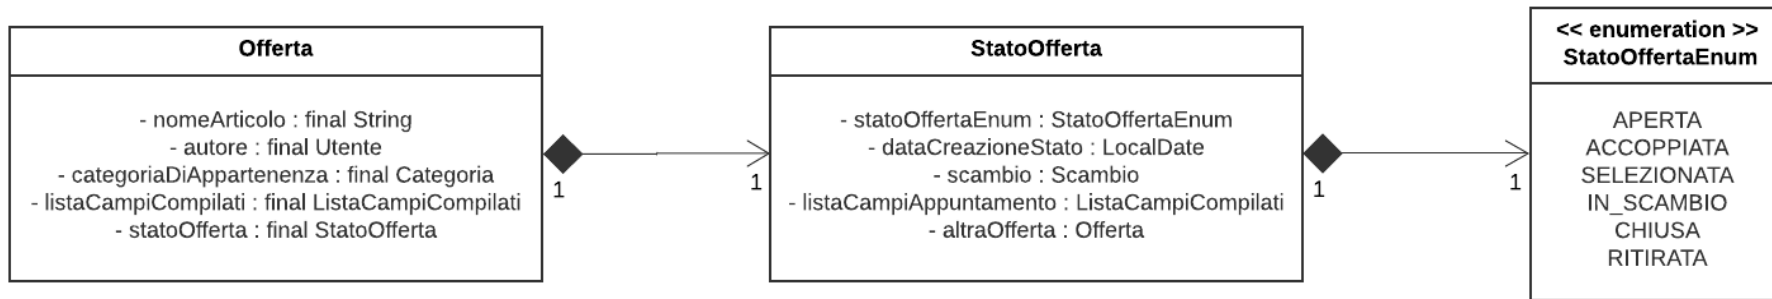 Offerta
- nomeArticolo : final String
- autore : final Utente
- categoriaDiAppartenenza : final Categoria
- listaCampiCompilati : final ListaCampiCompilati
- statoOfferta : final StatoOfferta
1
1
StatoOfferta
- statoOffertaEnum : StatoOffertaEnum
- dataCreazioneStato : LocalDate
- scambio : Scambio
- listaCampiAppuntamento : ListaCampiCompilati
- altraOfferta : Offerta
1
1
<< enumeration >>
StatoOffertaEnum
APERTA
ACCOPPIATA
SELEZIONATA
IN_SCAMBIO
CHIUSA
RITIRATA